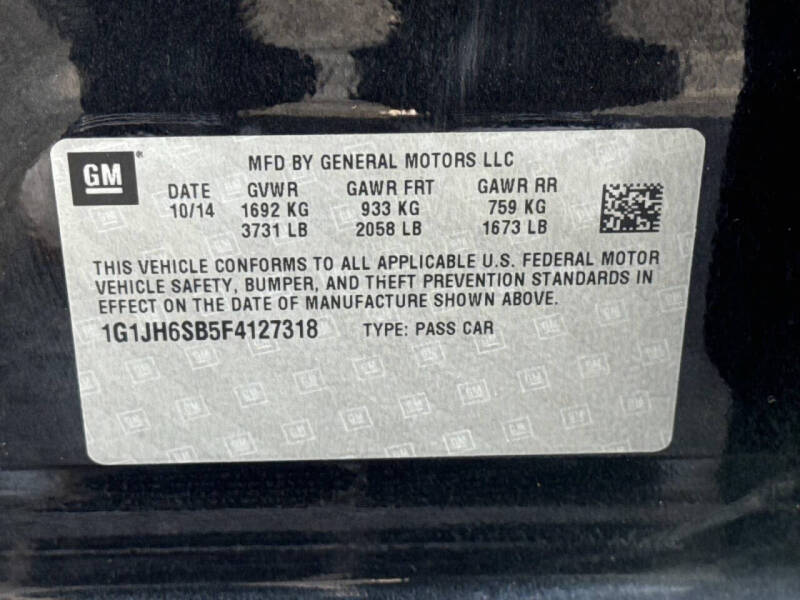 GM
MFD BY GENERAL MOTORS LLC
DATE GVWR GAWR FRT GAWR RR
10/14 1692 KG 933 KG 759 KG
3731 LB 2058 LB 1673 LB
THIS VEHICLE CONFORMS TO ALL APPLICABLE U.S. FEDERAL MOTOR
VEHICLE SAFETY, BUMPER, AND THEFT PREVENTION STANDARDS IN
EFFECT ON THE DATE OF MANUFACTURE SHOWN ABOVE.
1G1JH6SB5F4127318 TYPE: PASS CAR